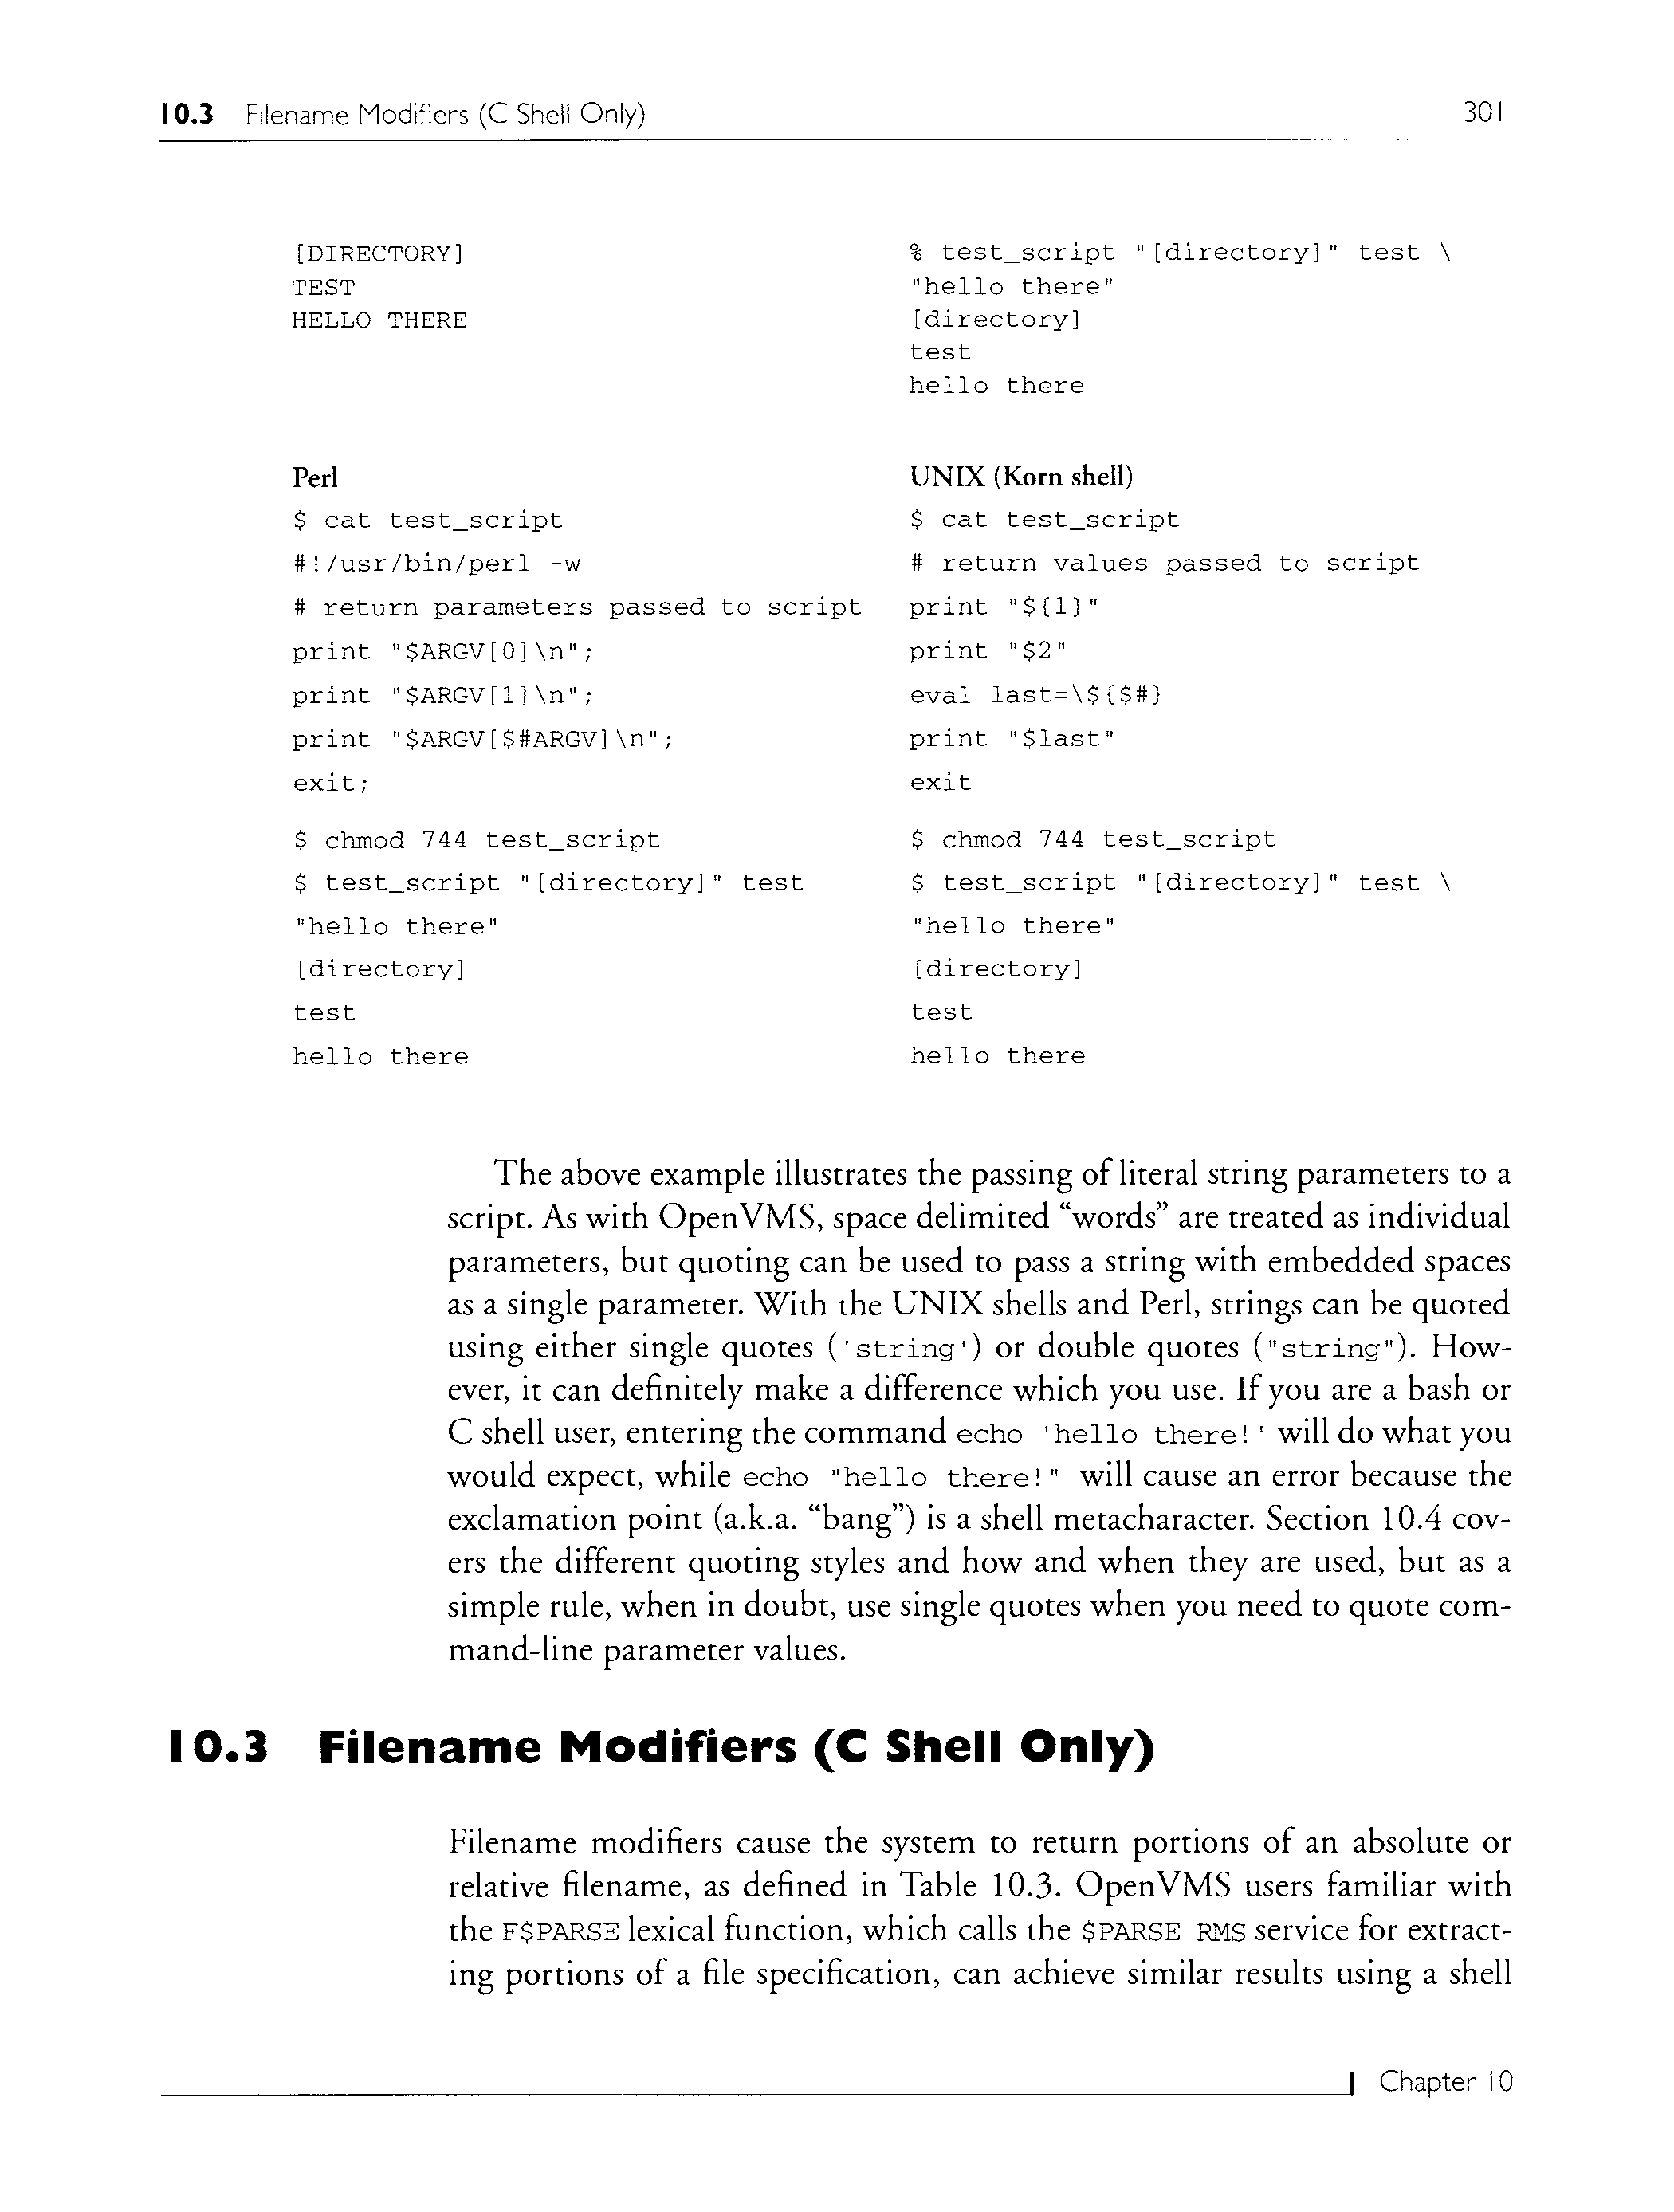 10.3 Filename Modifiers (C Shell Only) 301
[DIRECTORY]
TEST
HELLO THERE
% test_script "[directory]" test \
"hello there"
[directory]
test
hello there
Perl
$ cat test_script
#!/usr/bin/perl -w
# return parameters passed to script
print "$ARGV[0]\n";
print "$ARGV[1]\n";
print "$ARGV[$#ARGV]\n";
exit;
$ chmod 744 test_script
$ test_script "[directory]" test
"hello there"
[directory]
test
hello there
UNIX (Korn shell)
$ cat test_script
# return values passed to script
print "${1}"
print "$2"
eval last=\${$#}
print "$last"
exit
$ chmod 744 test_script
$ test_script "[directory]" test \
"hello there"
[directory]
test
hello there
The above example illustrates the passing of literal string parameters to a
script. As with OpenVMS, space delimited “words” are treated as individual
parameters, but quoting can be used to pass a string with embedded spaces
as a single parameter. With the UNIX shells and Perl, strings can be quoted
using either single quotes ('string') or double quotes ("string"). How-
ever, it can definitely make a difference which you use. If you are a bash or
C shell user, entering the command echo 'hello there!' will do what you
would expect, while echo "hello there!" will cause an error because the
exclamation point (a.k.a. “bang”) is a shell metacharacter. Section 10.4 cov-
ers the different quoting styles and how and when they are used, but as a
simple rule, when in doubt, use single quotes when you need to quote com-
mand-line parameter values.
10.3 Filename Modifiers (C Shell Only)
Filename modifiers cause the system to return portions of an absolute or
relative filename, as defined in Table 10.3. OpenVMS users familiar with
the F$PARSE lexical function, which calls the $PARSE RMS service for extract-
ing portions of a file specification, can achieve similar results using a shell
Chapter 10